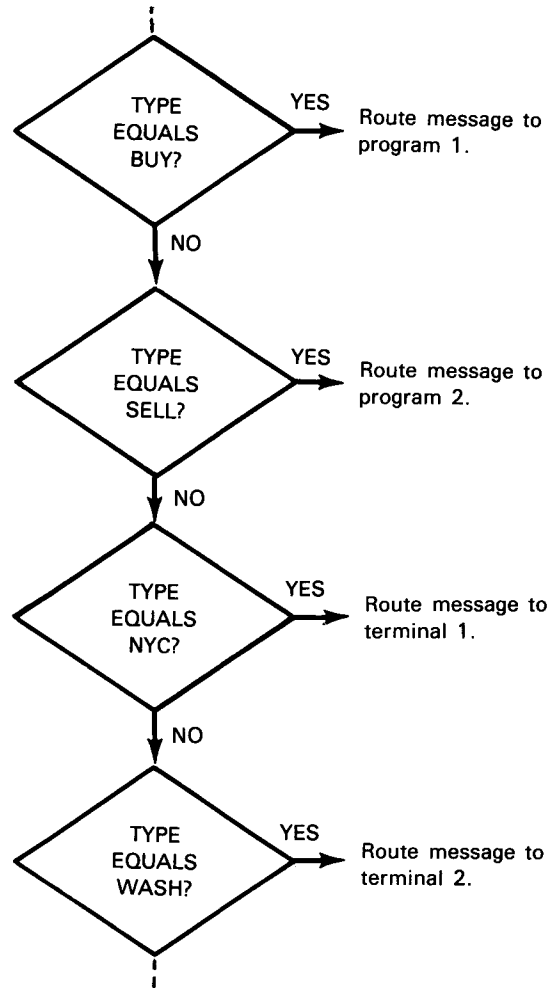 TYPE
EQUALS
BUY?
YES
Route message to
program 1.
NO
TYPE
EQUALS
SELL?
YES
Route message to
program 2.
NO
TYPE
EQUALS
NYC?
YES
Route message to
terminal 1.
NO
TYPE
EQUALS
WASH?
YES
Route message to
terminal 2.